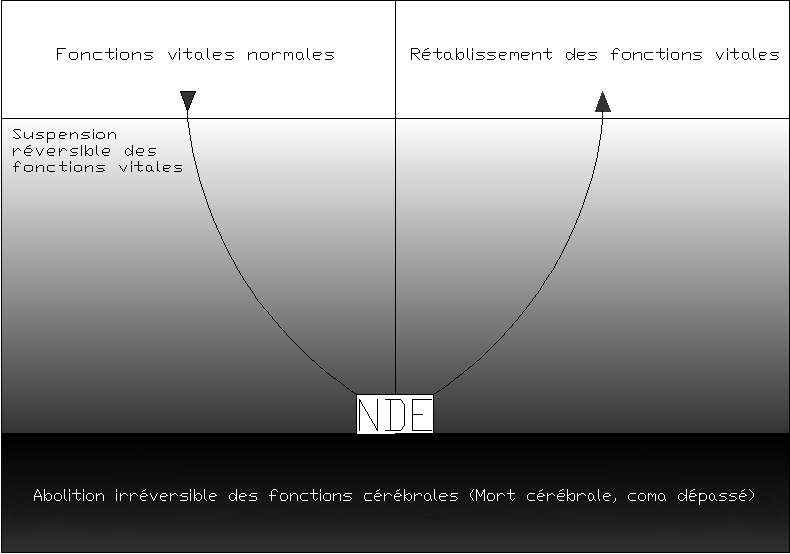 Fonctions vitales normales
Rétablissement des fonctions vitales
Suspension
réversible des
fonctions vitales
NDE
Abolition irréversible des fonctions cérébrales (Mort cérébrale, coma dépassé)